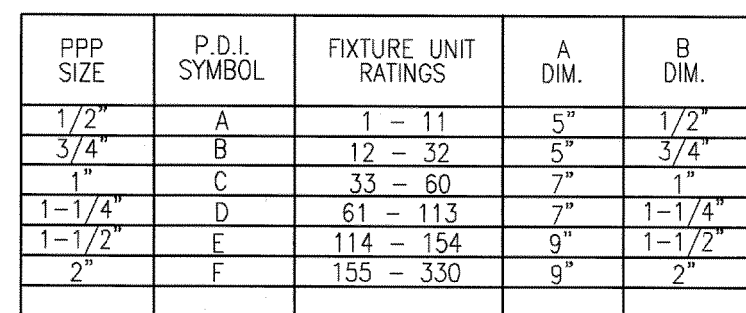 PPP SIZE P.D.I. SYMBOL FIXTURE UNIT RATINGS A DIM. B DIM.
1/2" A 1 – 11 5" 1/2"
3/4" B 12 – 32 5" 3/4"
1" C 33 – 60 7" 1"
1-1/4" D 61 – 113 7" 1-1/4"
1-1/2" E 114 – 154 9" 1-1/2"
2" F 155 – 330 9" 2"